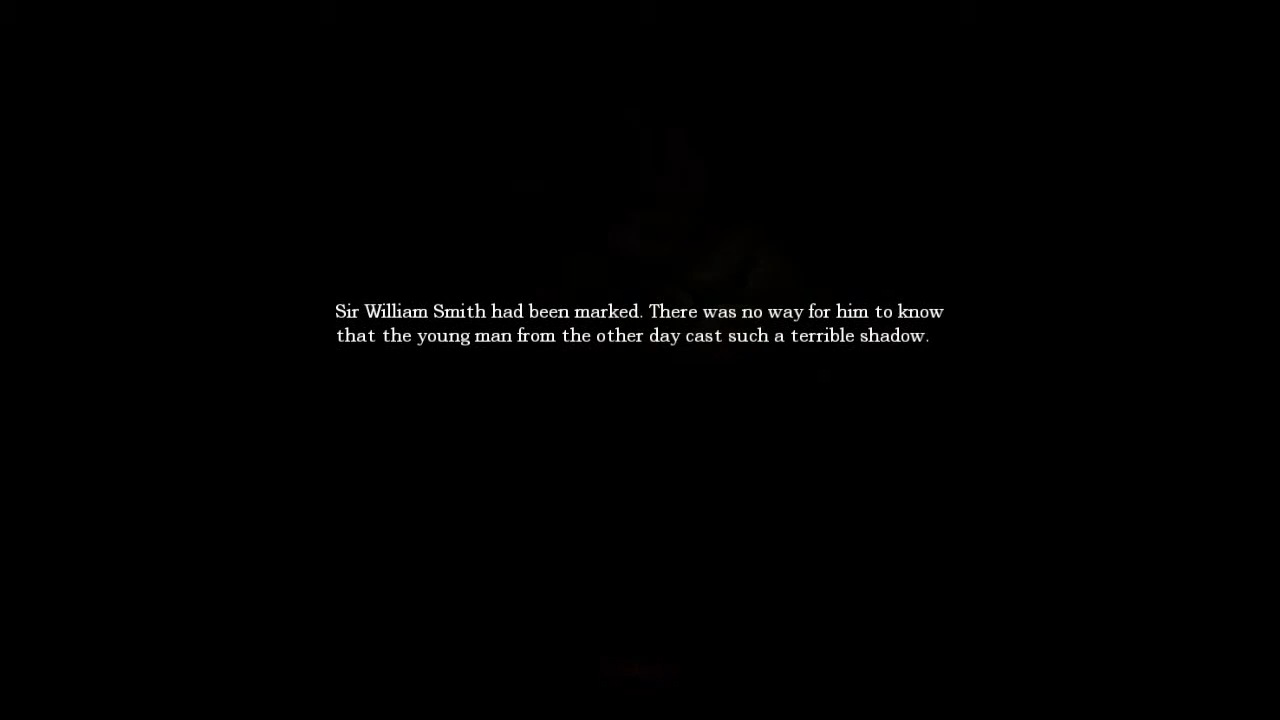 Sir William Smith had been marked. There was no way for him to know
that the young man from the other day cast such a terrible shadow.